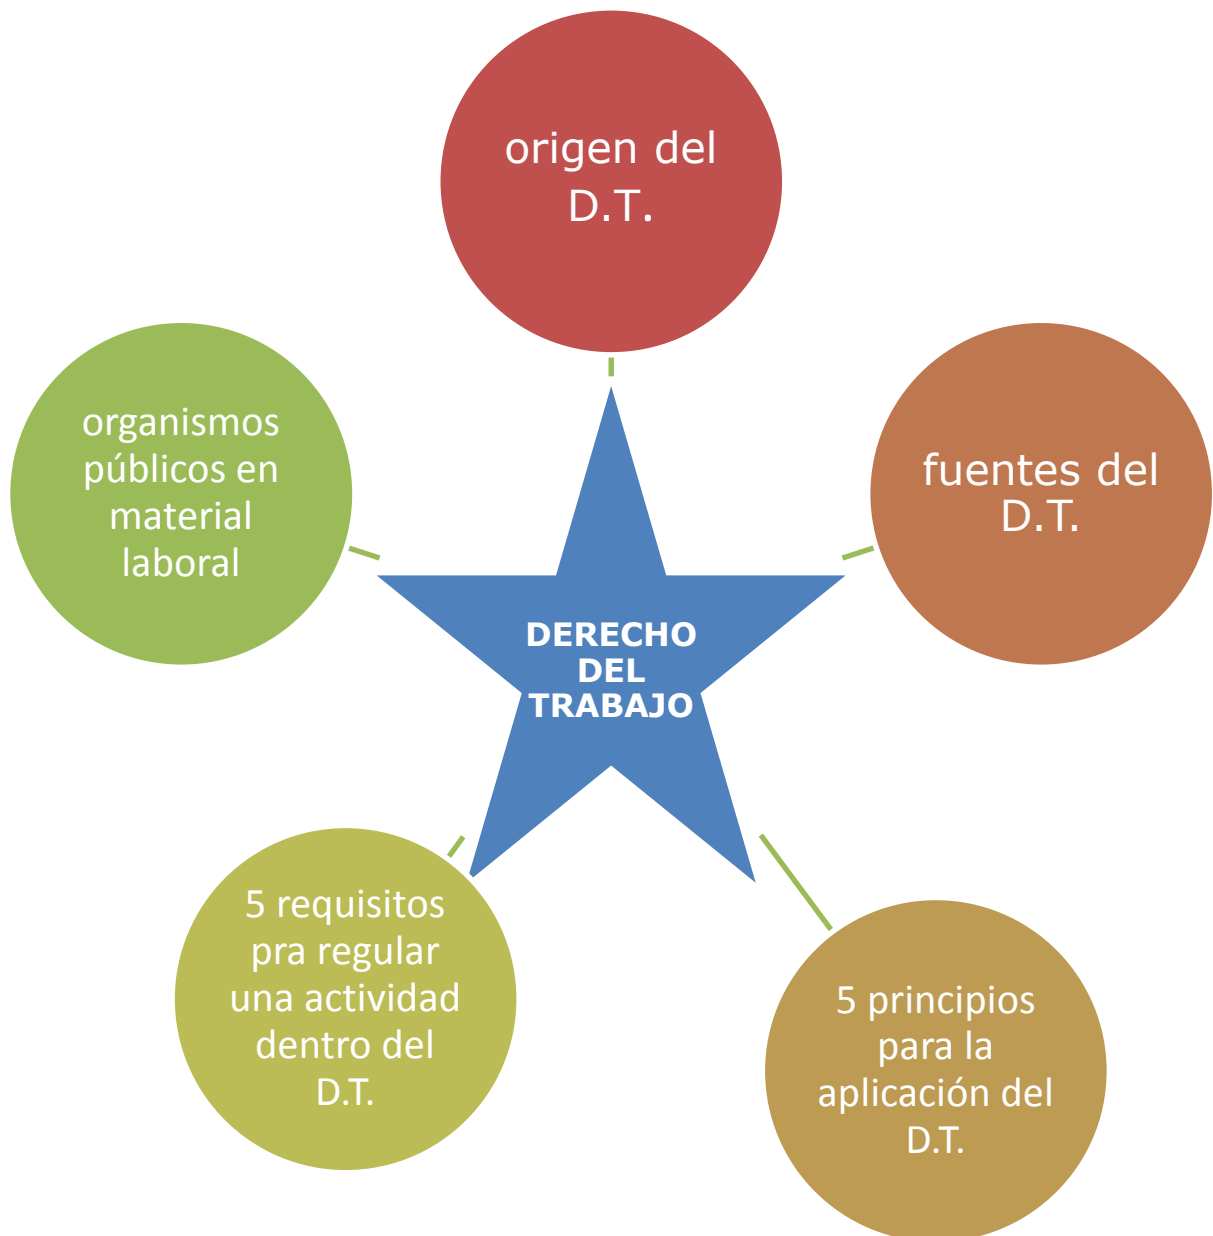 origen del
D.T.
fuentes del
D.T.
5 principios
para la
aplicación del
D.T.
5 requisitos
pra regular
una actividad
dentro del
D.T.
organismos
públicos en
material
laboral
DERECHO
DEL
TRABAJO